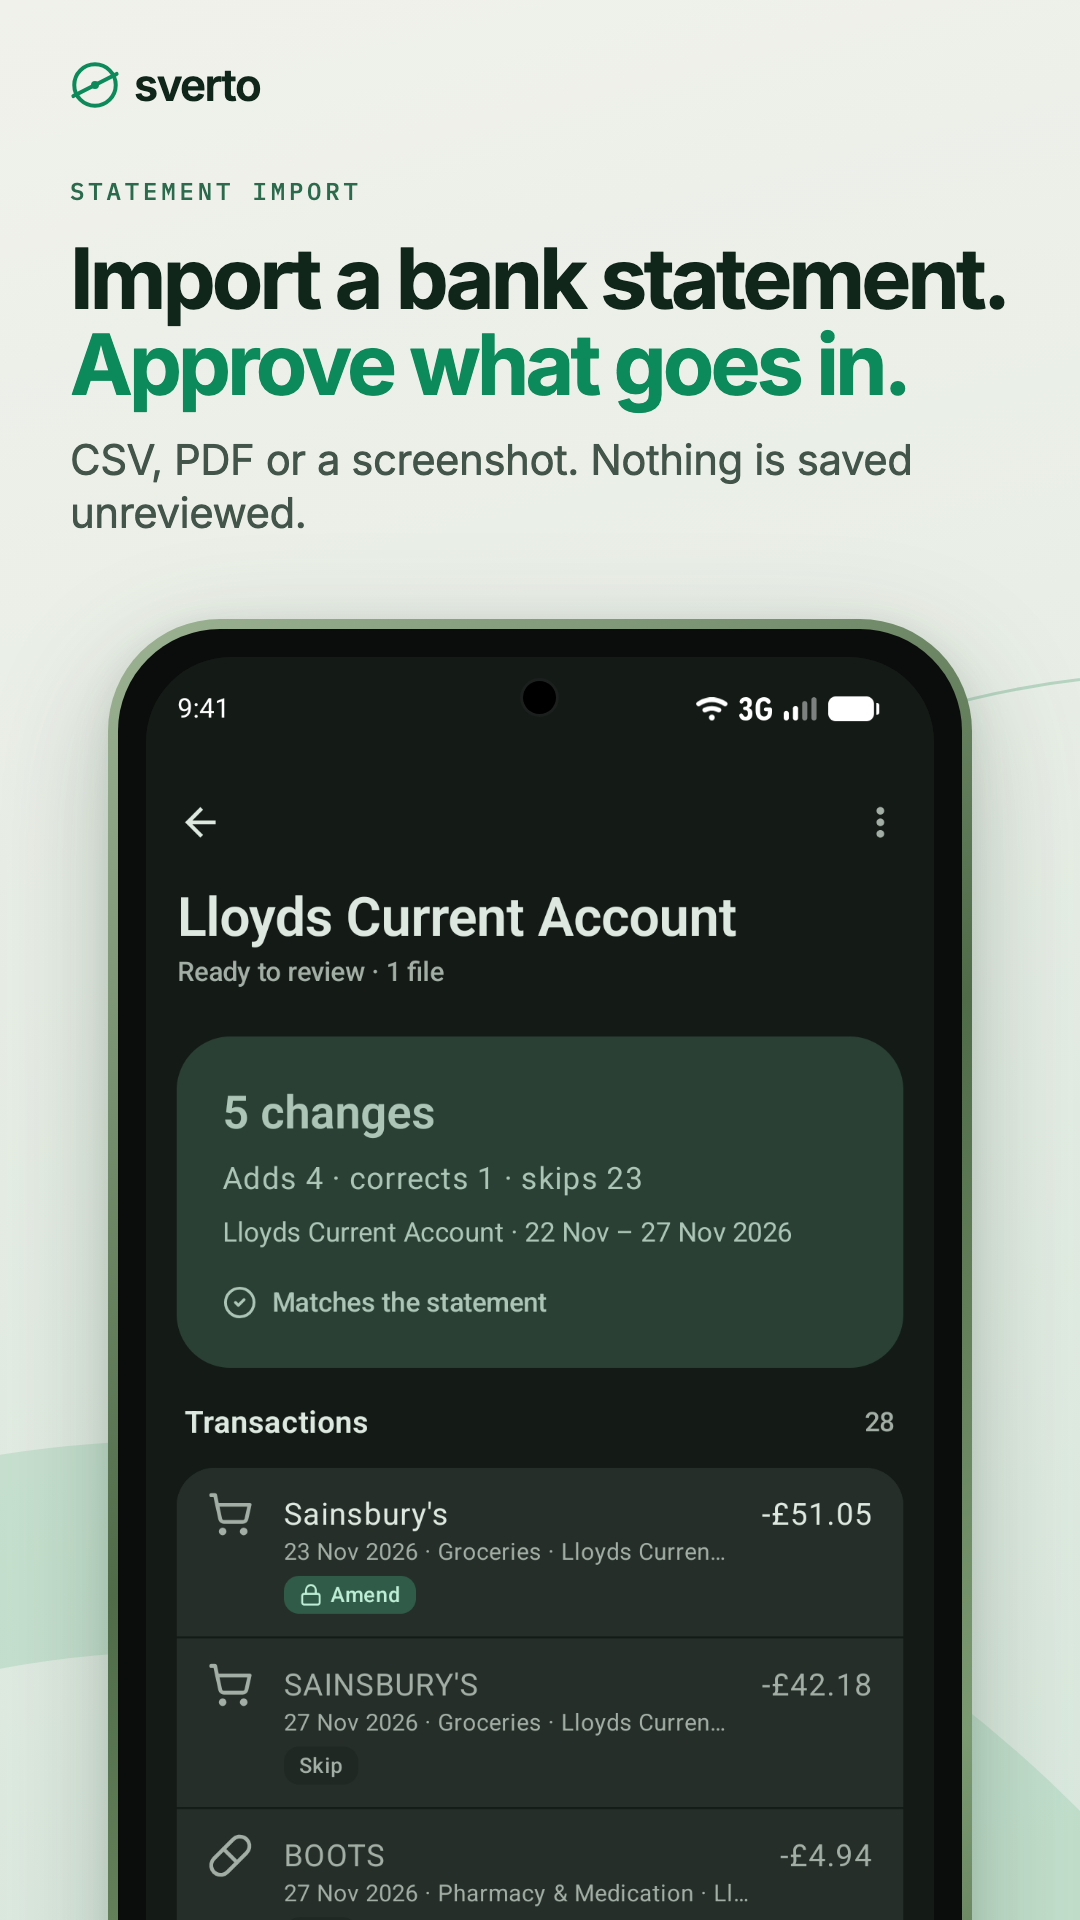 sverto
STATEMENT IMPORT
Import a bank statement.
Approve what goes in.
CSV, PDF or a screenshot. Nothing is saved
unreviewed.
9:41
3G
Lloyds Current Account
Ready to review · 1 file
5 changes
Adds 4 · corrects 1 · skips 23
Lloyds Current Account · 22 Nov – 27 Nov 2026
Matches the statement
Transactions 28
Sainsbury's -£51.05
23 Nov 2026 · Groceries · Lloyds Curren...
Amend
SAINSBURY'S -£42.18
27 Nov 2026 · Groceries · Lloyds Curren...
Skip
BOOTS -£4.94
27 Nov 2026 · Pharmacy & Medication · Ll...